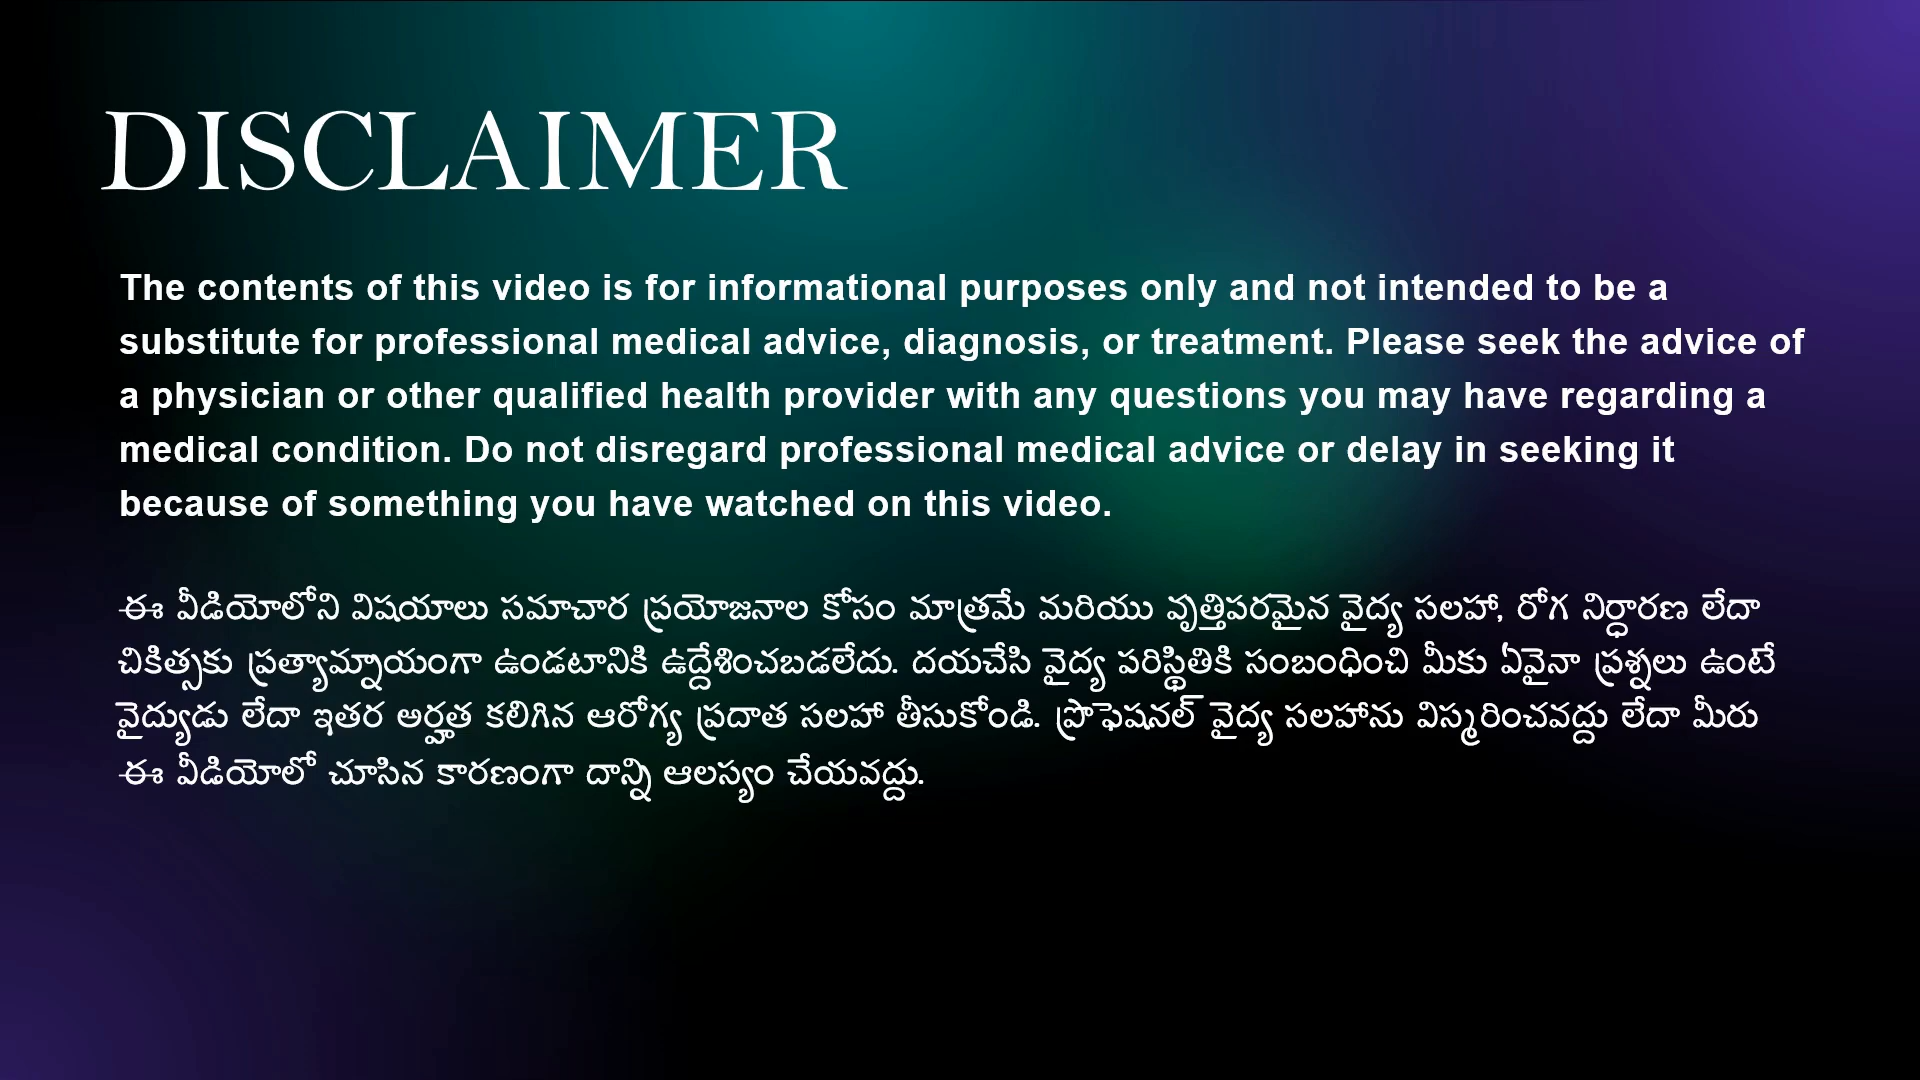 DISCLAIMER
The contents of this video is for informational purposes only and not intended to be a
substitute for professional medical advice, diagnosis, or treatment. Please seek the advice of
a physician or other qualified health provider with any questions you may have regarding a
medical condition. Do not disregard professional medical advice or delay in seeking it
because of something you have watched on this video.
ఈ వీడియోలోని విషయాలు సమాచార ప్రయోజనాల కోసం మాత్రమే మరియు వృత్తిపరమైన వైద్య సలహా, రోగ నిర్ధారణ లేదా
చికిత్సకు ప్రత్యామ్నాయంగా ఉండటానికి ఉద్దేశించబడలేదు. దయచేసి వైద్య పరిస్థితికి సంబంధించి మీకు ఏవైనా ప్రశ్నలు ఉంటే
వైద్యుడు లేదా ఇతర అర్హత కలిగిన ఆరోగ్య ప్రదాత సలహా తీసుకోండి. ప్రొఫెషనల్ వైద్య సలహాను విస్మరించవద్దు లేదా మీరు
ఈ వీడియోలో చూసిన కారణంగా దాన్ని ఆలస్యం చేయవద్దు.